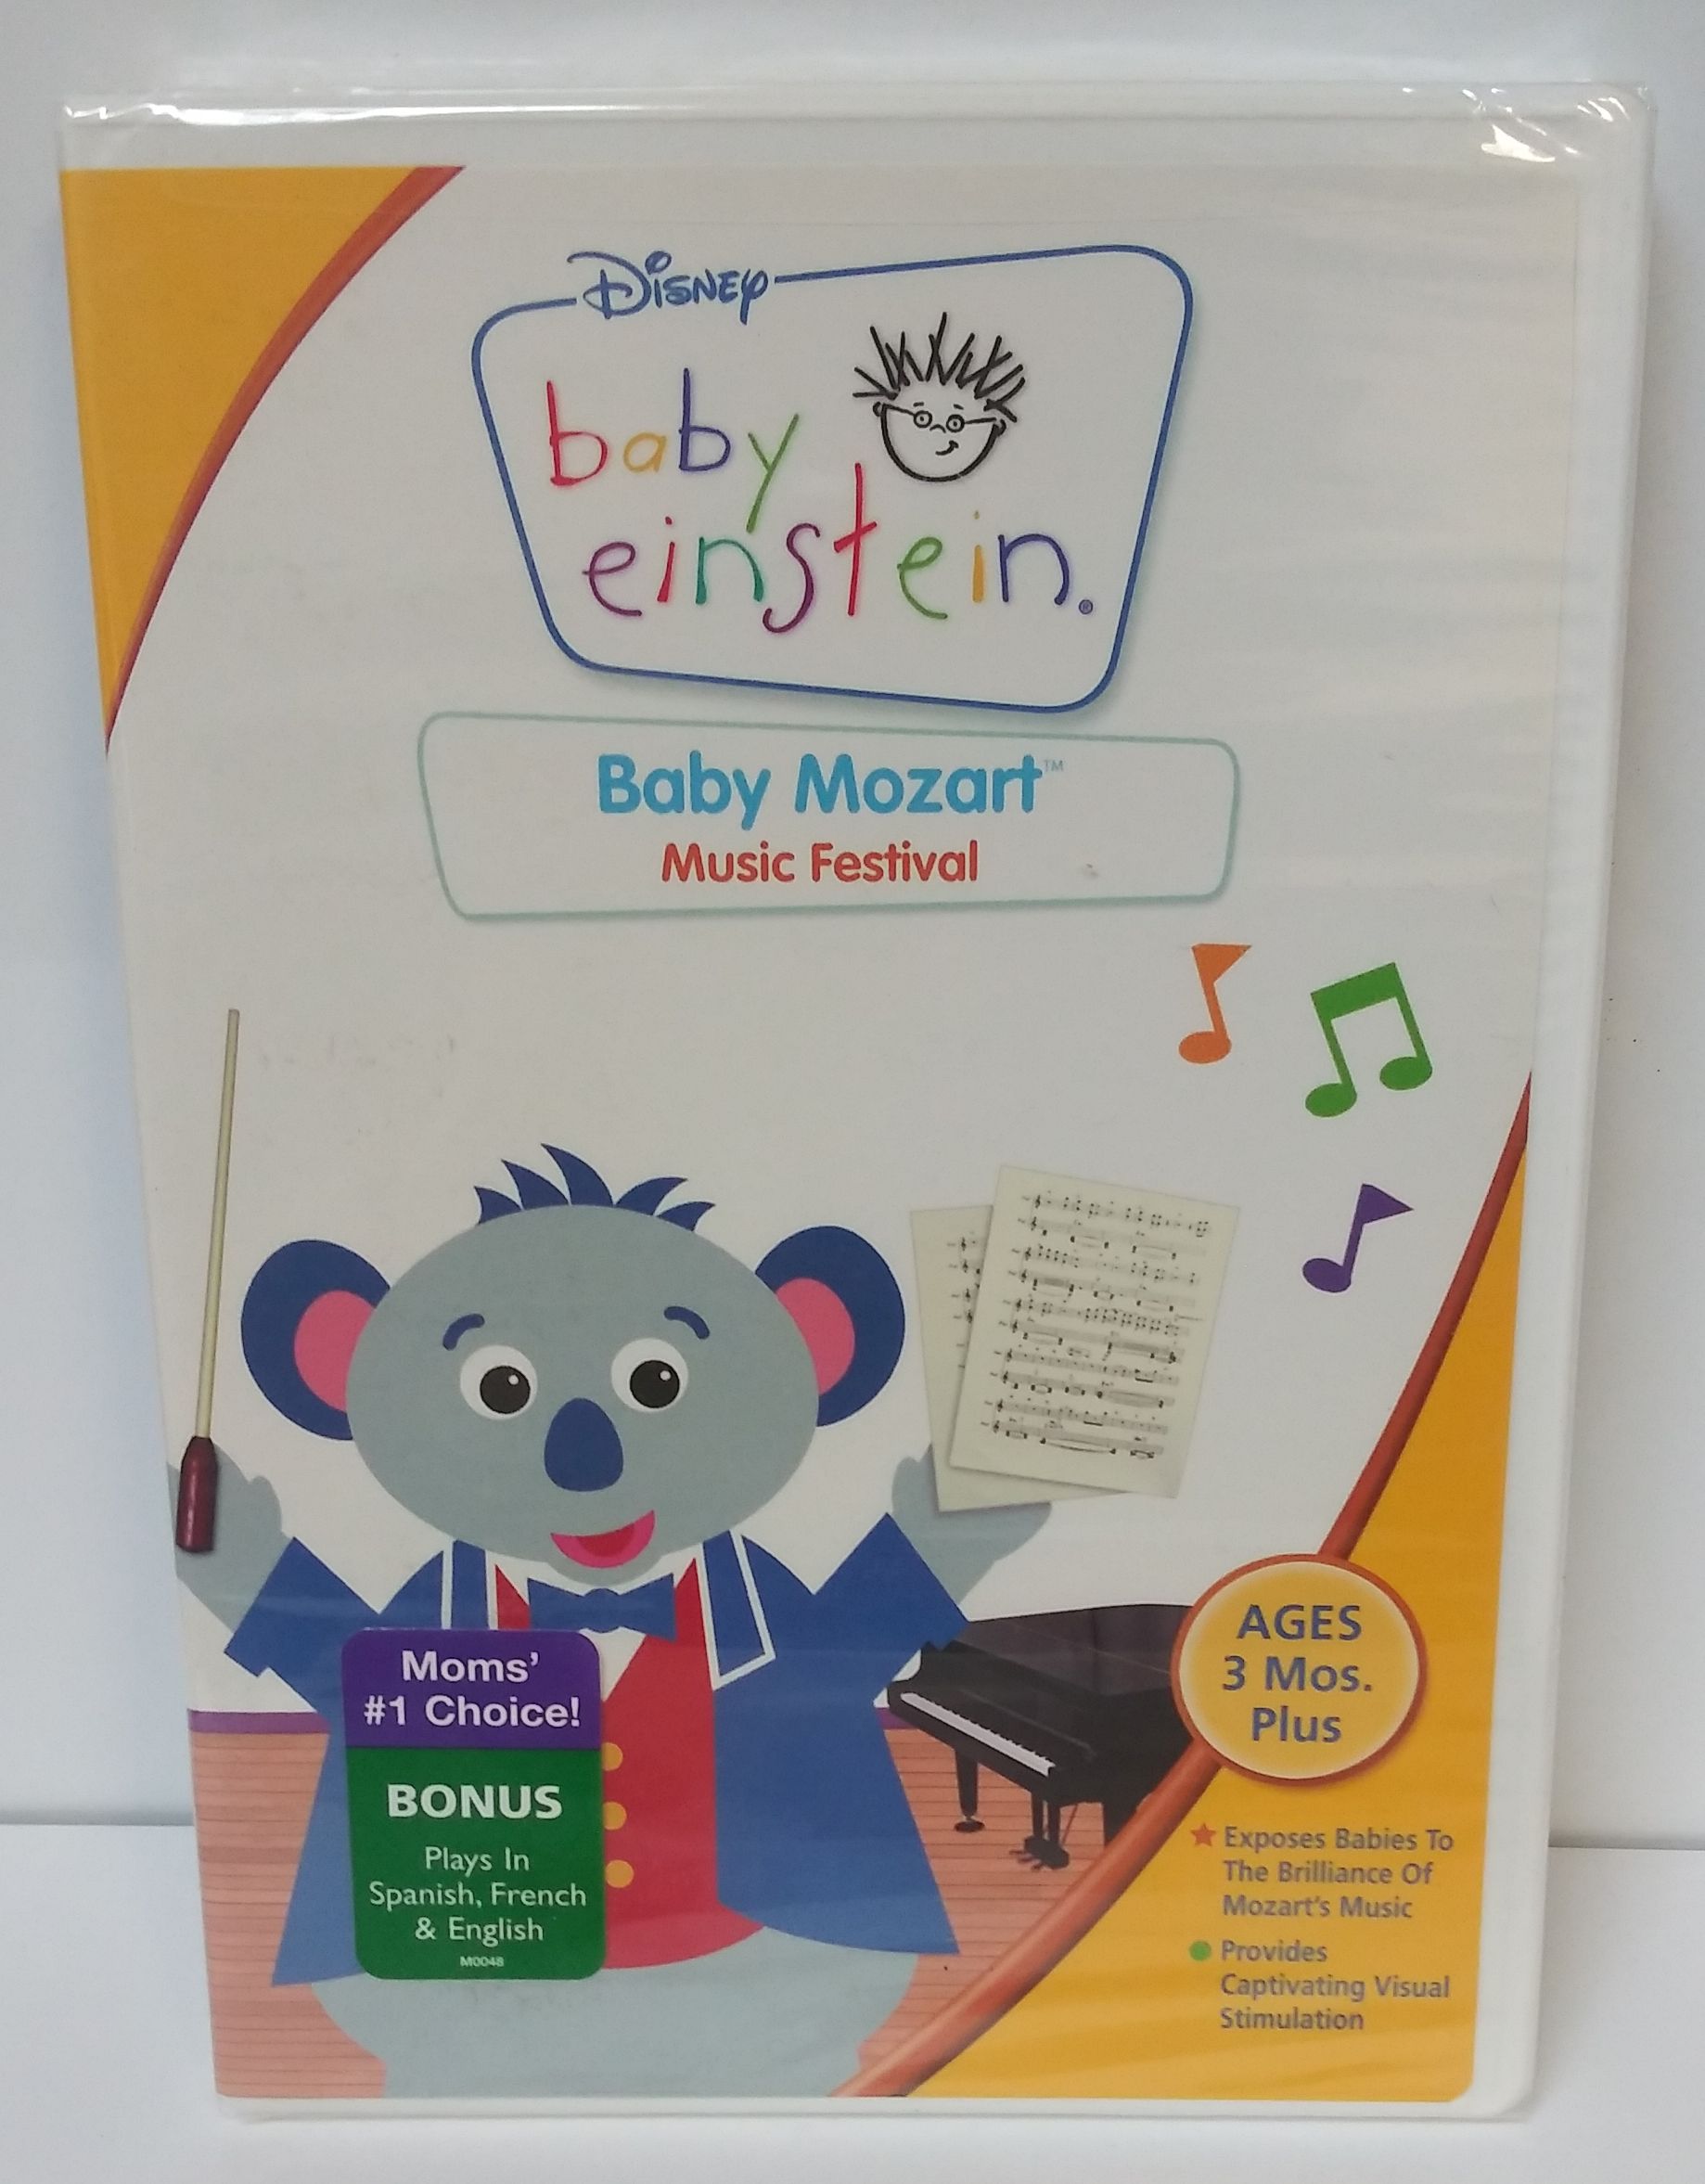 Disney
baby
einstein.®
Baby Mozart™
Music Festival
AGES
3 Mos.
Plus
Moms'
#1 Choice!
BONUS
Plays In
Spanish, French
& English
M0048
Exposes Babies To
The Brilliance Of
Mozart's Music
Provides
Captivating Visual
Stimulation